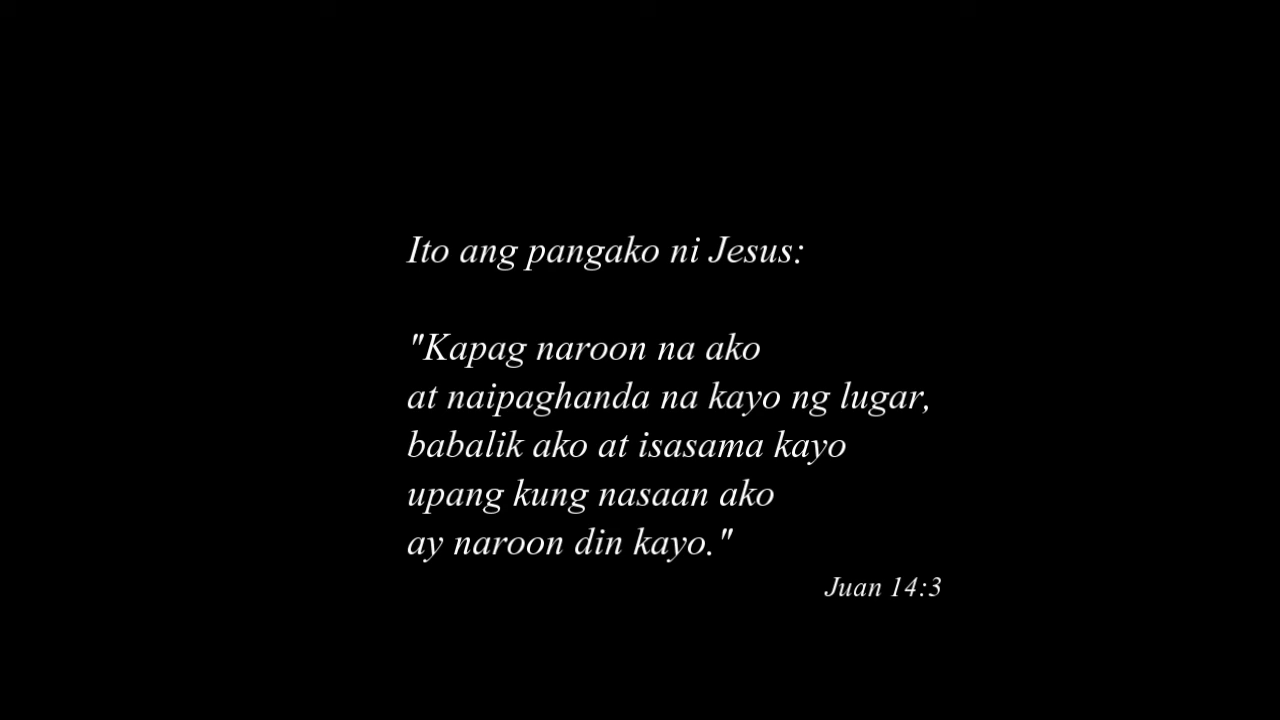 Ito ang pangako ni Jesus:
"Kapag naroon na ako
at naipaghanda na kayo ng lugar,
babalik ako at isasama kayo
upang kung nasaan ako
ay naroon din kayo."
Juan 14:3